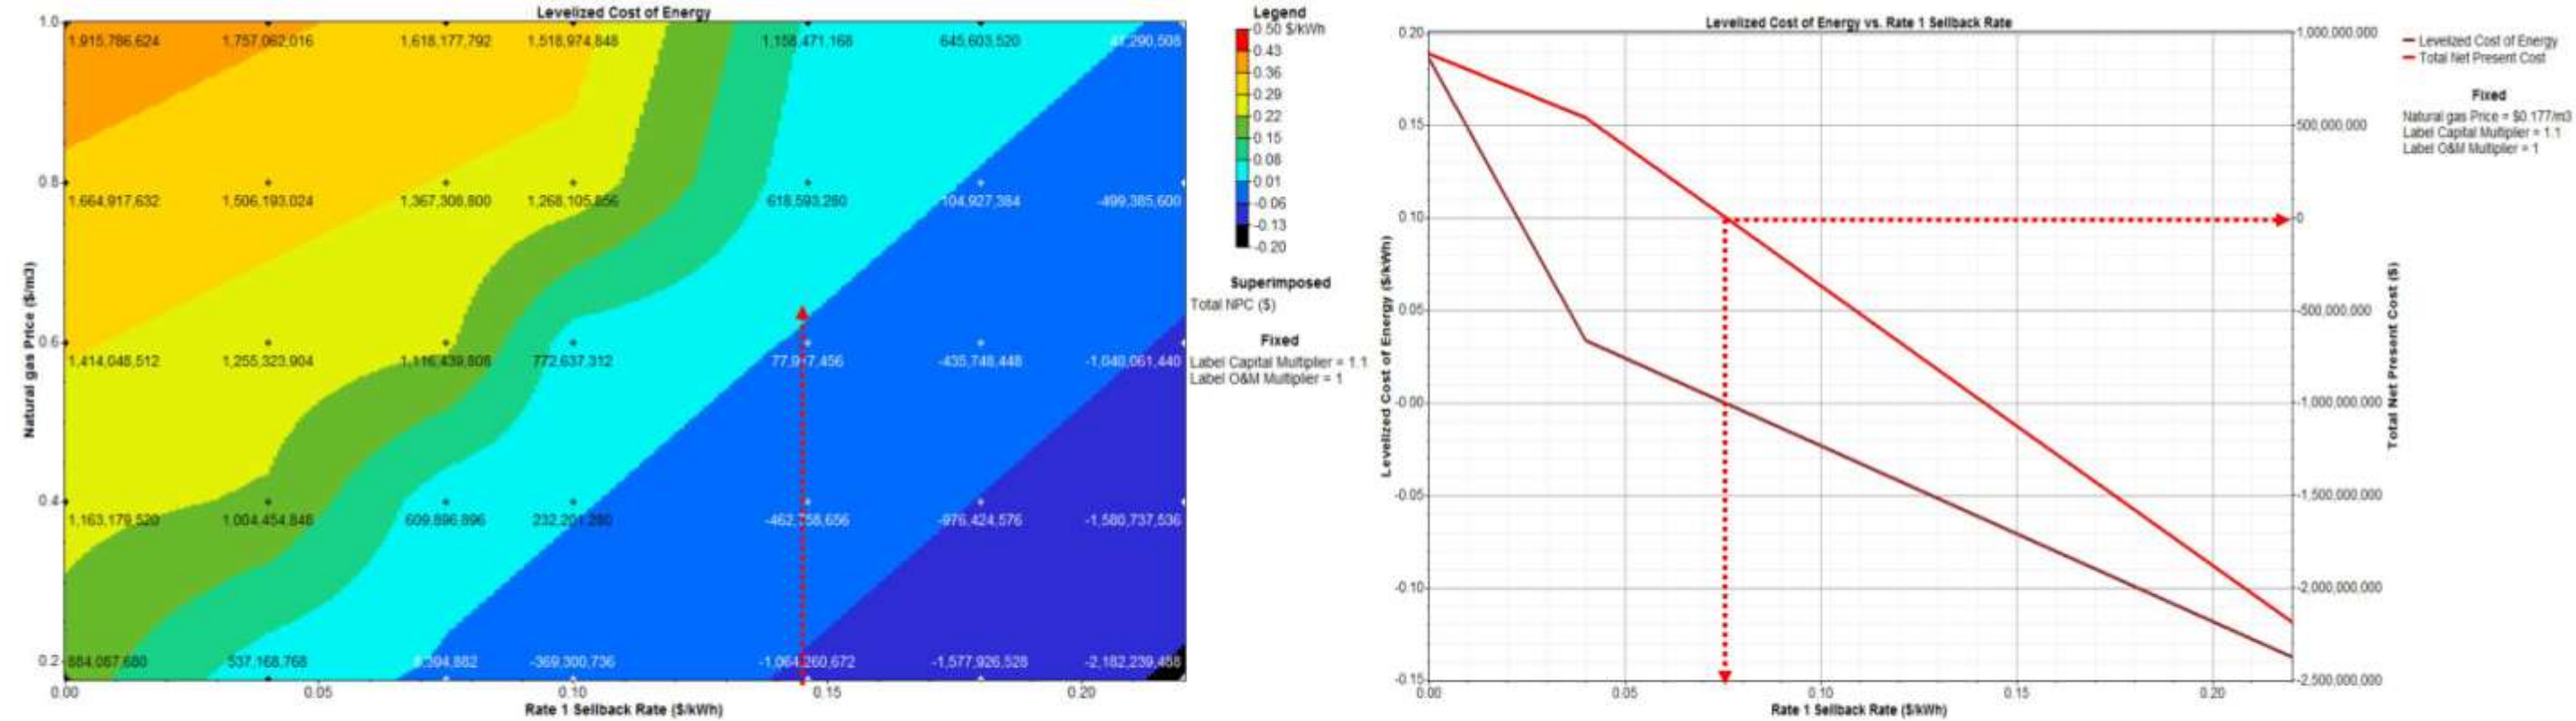 Levelized Cost of Energy
1.0
1,915,786,624 1,757,062,016 1,618,177,792 1,518,974,848 1,158,471,168 645,603,520 41,290,508
0.8
1,664,917,632 1,506,193,024 1,367,308,800 1,268,105,856 618,593,280 104,927,384 -499,385,600
0.6
1,414,048,512 1,255,323,904 1,116,439,808 772,637,312 -435,748,448 -1,040,061,440
0.4
1,163,179,520 1,004,454,848 609,896,896 -976,424,576 -1,580,737,536
0.2
884,067,680 537,168,768 -369,300,736 -1,577,926,528 -2,182,239,488
0.00 0.05 0.10 0.15 0.20
Rate 1 Sellback Rate ($/kWh)
Natural gas Price ($/m3)
Legend
0.50 $/kWh
0.43
0.36
0.29
0.22
0.15
0.08
0.01
-0.06
-0.13
-0.20
Superimposed
Total NPC ($)
Fixed
Label Capital Multiplier = 1.1
Label O&M Multiplier = 1
Levelized Cost of Energy vs. Rate 1 Sellback Rate
0.20
0.15
0.10
0.05
-0.00
-0.05
-0.10
-0.15
Levelized Cost of Energy ($/kWh)
0.00 0.05 0.10 0.15 0.20
Rate 1 Sellback Rate ($/kWh)
1,000,000,000
500,000,000
0
-500,000,000
-1,000,000,000
-1,500,000,000
-2,000,000,000
-2,500,000,000
Total Net Present Cost ($)
Levelized Cost of Energy
Total Net Present Cost
Fixed
Natural gas Price = $0.177/m3
Label Capital Multiplier = 1.1
Label O&M Multiplier = 1